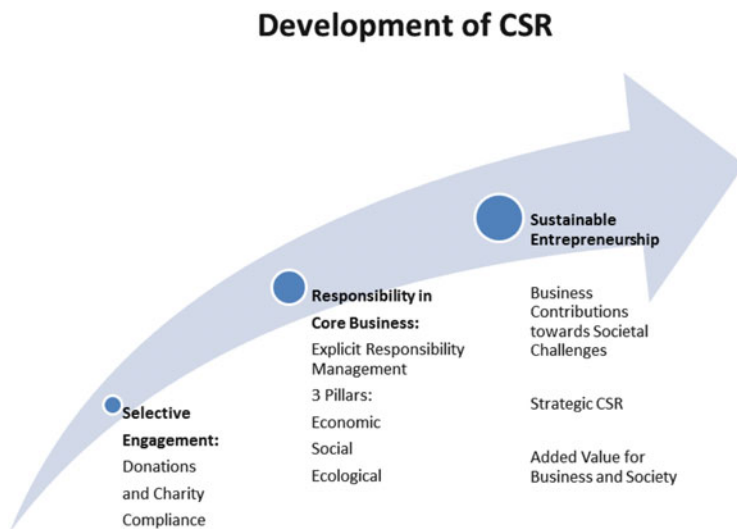 Development of CSR
Selective
Engagement:
Donations
and Charity
Compliance
Responsibility in
Core Business:
Explicit Responsibility
Management
3 Pillars:
Economic
Social
Ecological
Sustainable
Entrepreneurship
Business
Contributions
towards Societal
Challenges
Strategic CSR
Added Value for
Business and Society